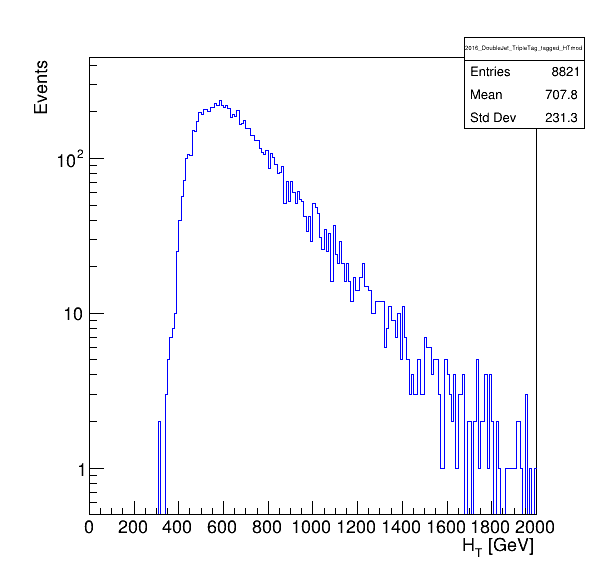 2016_DoubleJet_TripleTag_tagged_HTmod
Entries 8821
Mean 707.8
Std Dev 231.3
Events
10²
10
1
0 200 400 600 800 1000 1200 1400 1600 1800 2000
H_T [GeV]